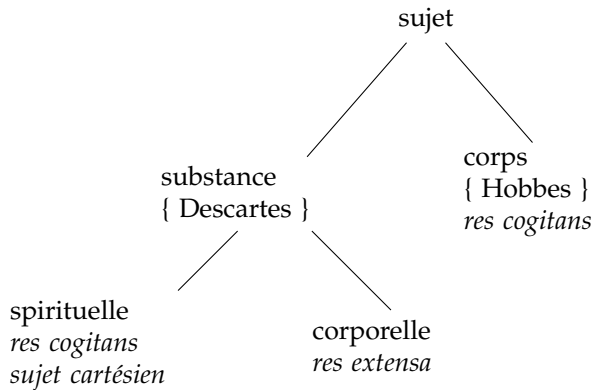 sujet
substance
{ Descartes }
corps
{ Hobbes }
res cogitans
spirituelle
res cogitans
sujet cartésien
corporelle
res extensa